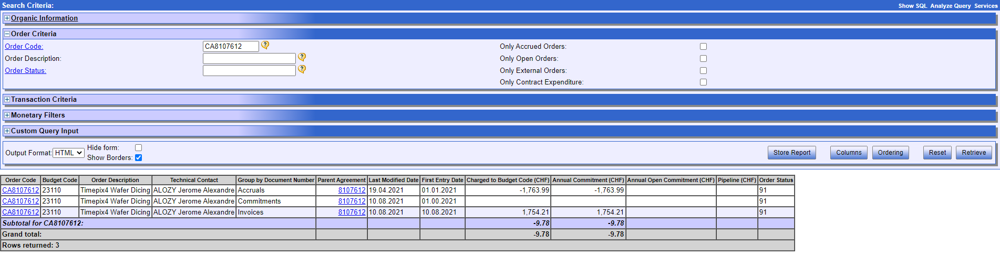 Search Criteria: Show SQL Analyze Query Services
Organic Information
Order Criteria
Order Code: CA8107612 Only Accrued Orders:
Order Description: Only Open Orders:
Order Status: Only External Orders:
Only Contract Expenditure:
Transaction Criteria
Monetary Filters
Custom Query Input
Output Format: HTML Hide form:
Show Borders: Store Report Columns Ordering Reset Retrieve
Order Code Budget Code Order Description Technical Contact Group by Document Number Parent Agreement Last Modified Date First Entry Date Charged to Budget Code (CHF) Annual Commitment (CHF) Annual Open Commitment (CHF) Pipeline (CHF) Order Status
CA8107612 23110 Timepix4 Wafer Dicing ALOZY Jerome Alexandre Accruals 8107612 19.04.2021 01.01.2021 -1,763.99 -1,763.99 91
CA8107612 23110 Timepix4 Wafer Dicing ALOZY Jerome Alexandre Commitments 8107612 10.08.2021 01.00.2021 91
CA8107612 23110 Timepix4 Wafer Dicing ALOZY Jerome Alexandre Invoices 8107612 10.08.2021 10.08.2021 1,754.21 1,754.21 91
Subtotal for CA8107612: -9.78 -9.78
Grand total: -9.78 -9.78
Rows returned: 3